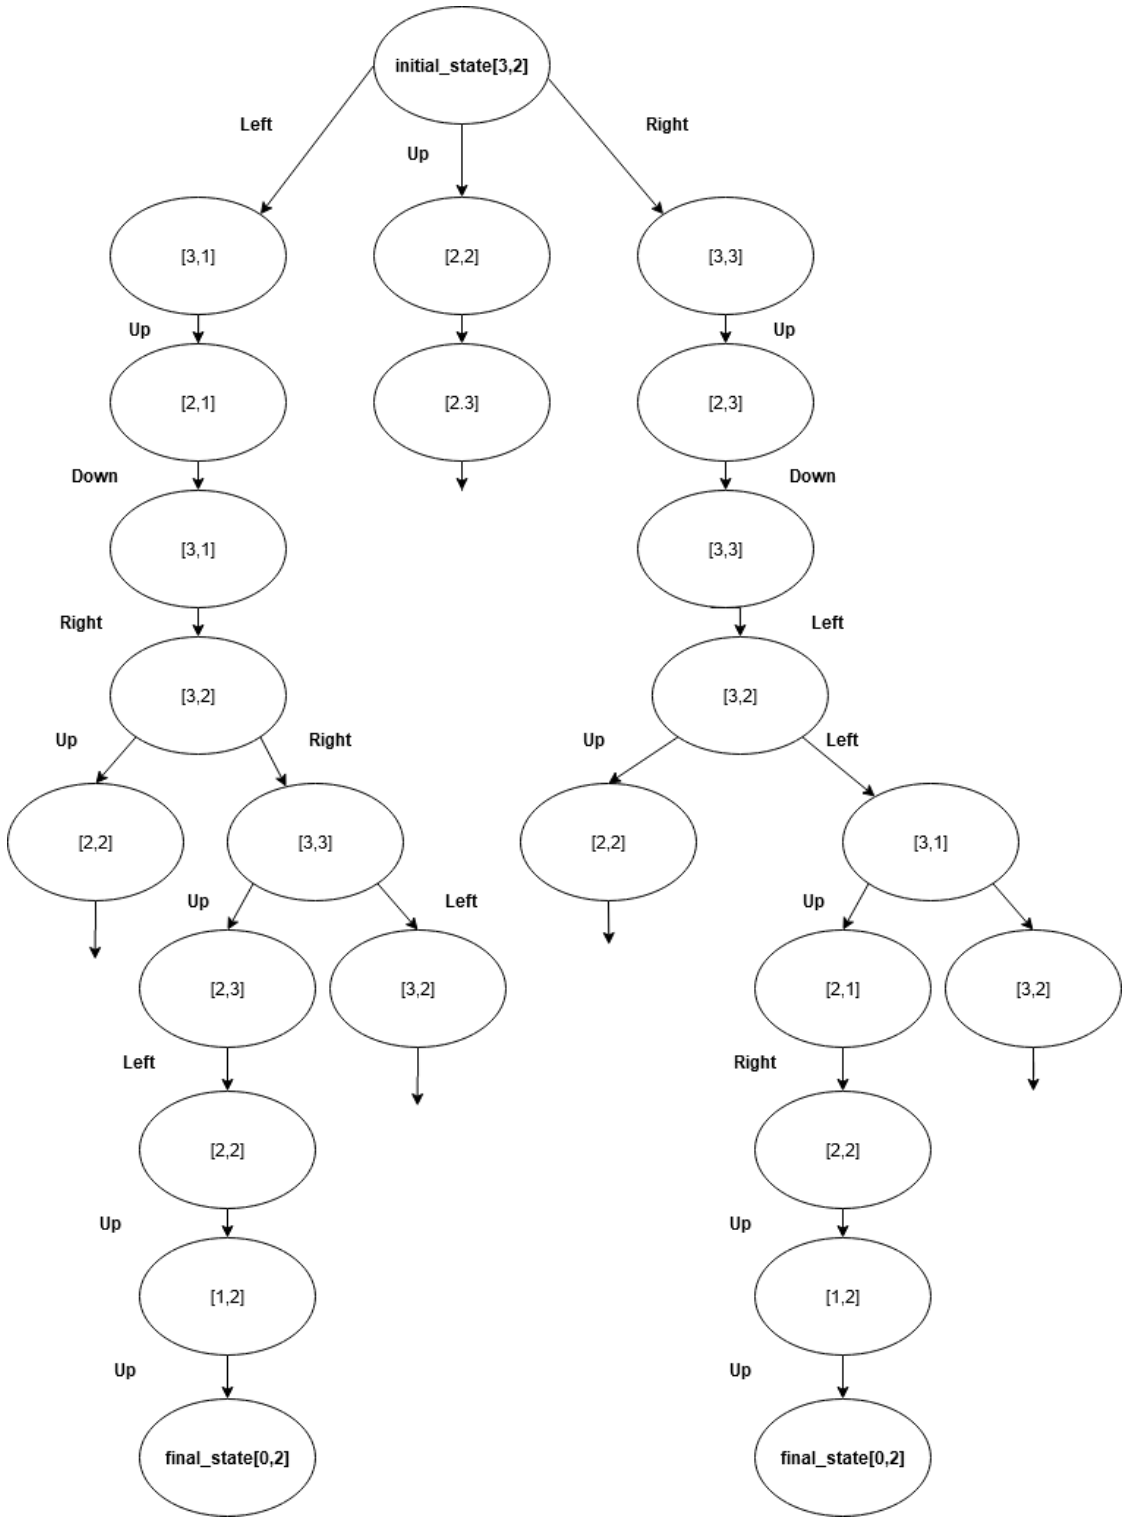 initial_state[3,2]
Left
Right
Up
[3,1]
[2,2]
[3,3]
Up
Up
[2,1]
[2.3]
[2,3]
Down
Down
[3,1]
[3,3]
Right
Left
[3,2]
[3,2]
Up
Right
Up
Left
[2,2]
[3,3]
[2,2]
[3,1]
Up
Left
Up
[2,3]
[3,2]
[2,1]
[3,2]
Left
Right
[2,2]
[2,2]
Up
Up
[1,2]
[1,2]
Up
Up
final_state[0,2]
final_state[0,2]